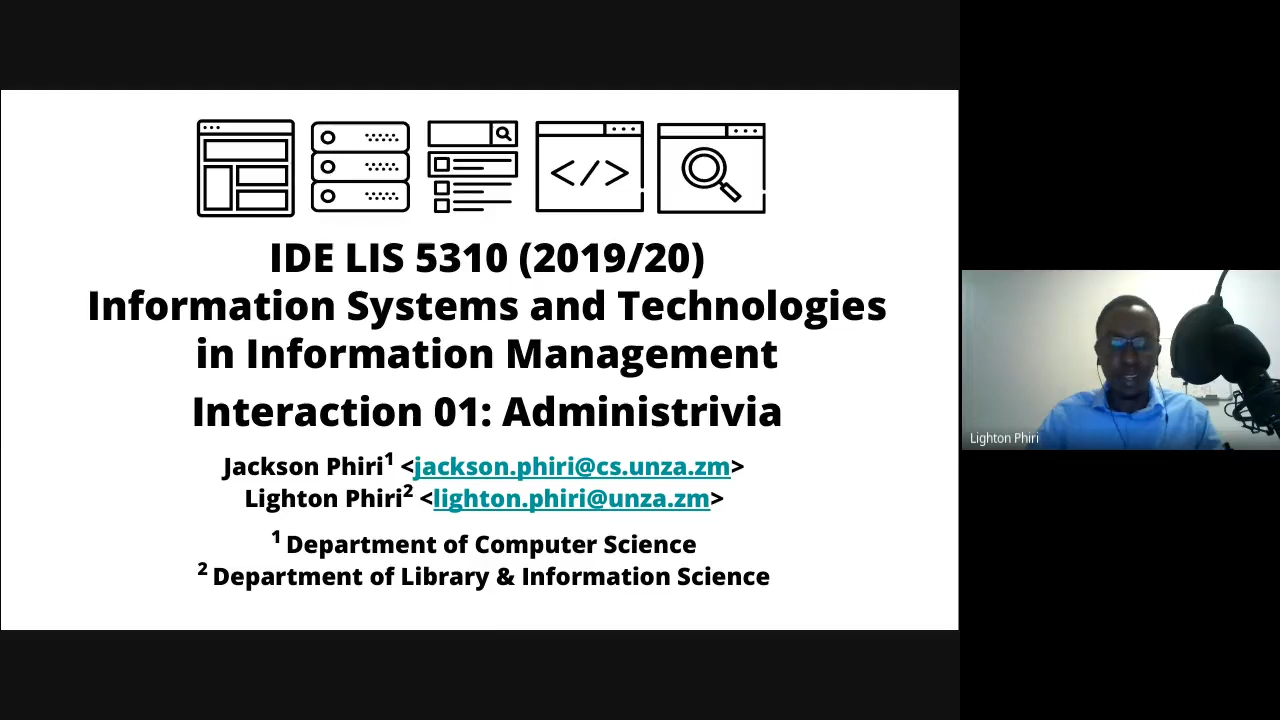 </>
IDE LIS 5310 (2019/20)
Information Systems and Technologies
in Information Management
Interaction 01: Administrivia
Jackson Phiri1 <jackson.phiri@cs.unza.zm>
Lighton Phiri2 <lighton.phiri@unza.zm>
1 Department of Computer Science
2 Department of Library & Information Science
Lighton Phiri